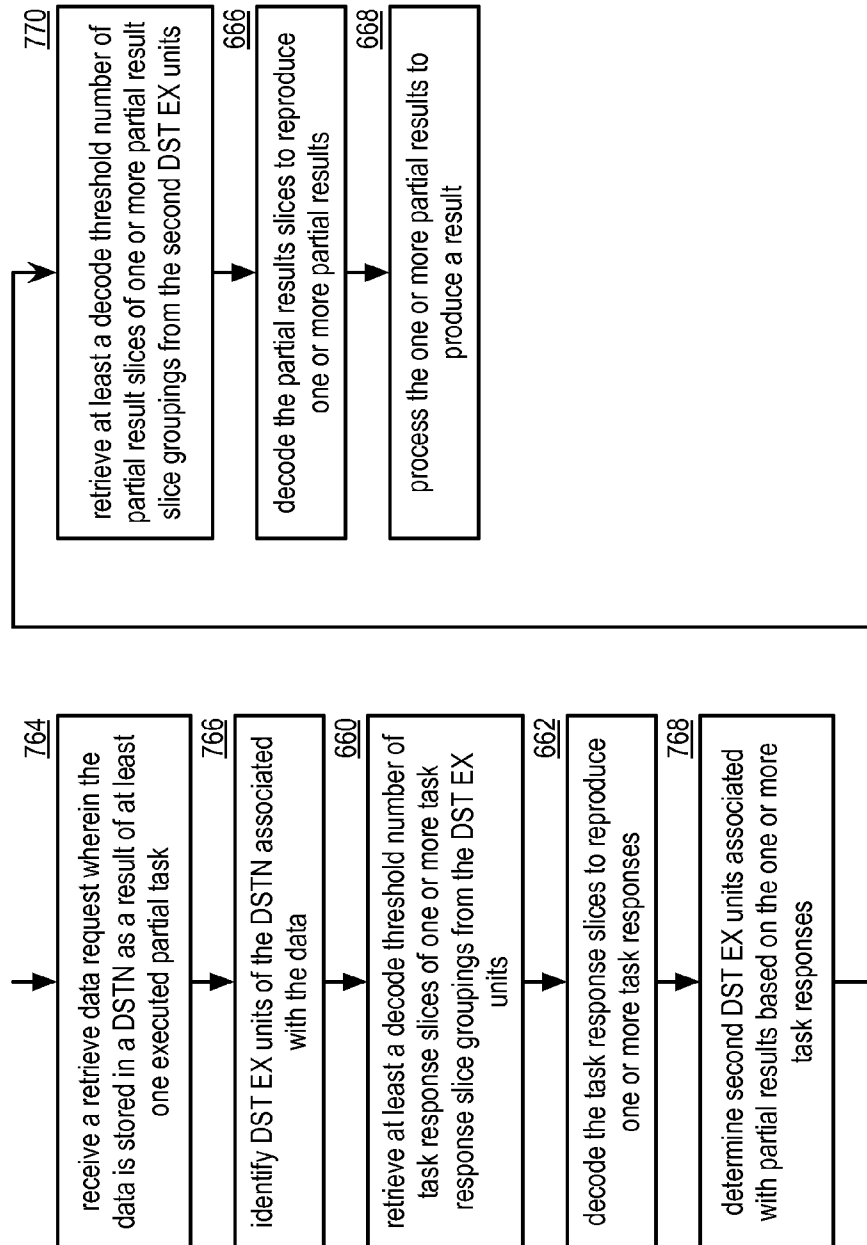 764
receive a retrieve data request wherein the
data is stored in a DSTN as a result of at least
one executed partial task
766
identify DST EX units of the DSTN associated
with the data
660
retrieve at least a decode threshold number of
task response slices of one or more task
response slice groupings from the DST EX
units
662
decode the task response slices to reproduce
one or more task responses
768
determine second DST EX units associated
with partial results based on the one or more
task responses
770
retrieve at least a decode threshold number of
partial result slices of one or more partial result
slice groupings from the second DST EX units
666
decode the partial results slices to reproduce
one or more partial results
668
process the one or more partial results to
produce a result